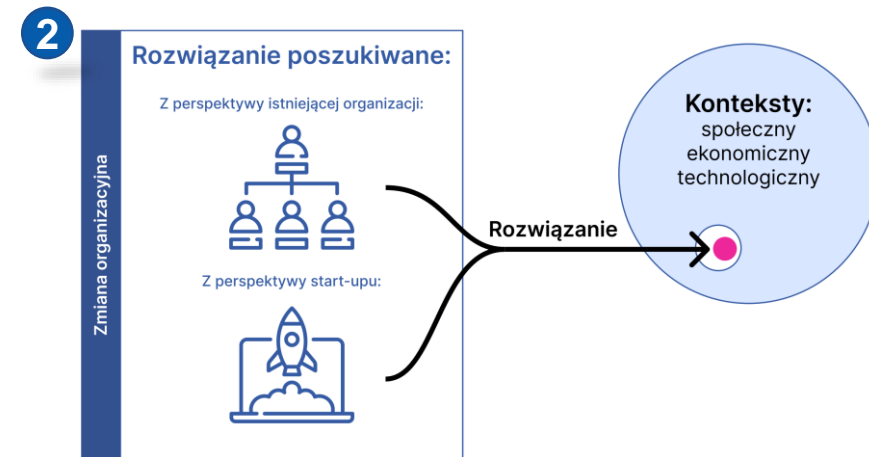 2
Zmiana organizacyjna
Rozwiązanie poszukiwane:
Z perspektywy istniejącej organizacji:
Z perspektywy start-upu:
Rozwiązanie
Konteksty:
społeczny
ekonomiczny
technologiczny